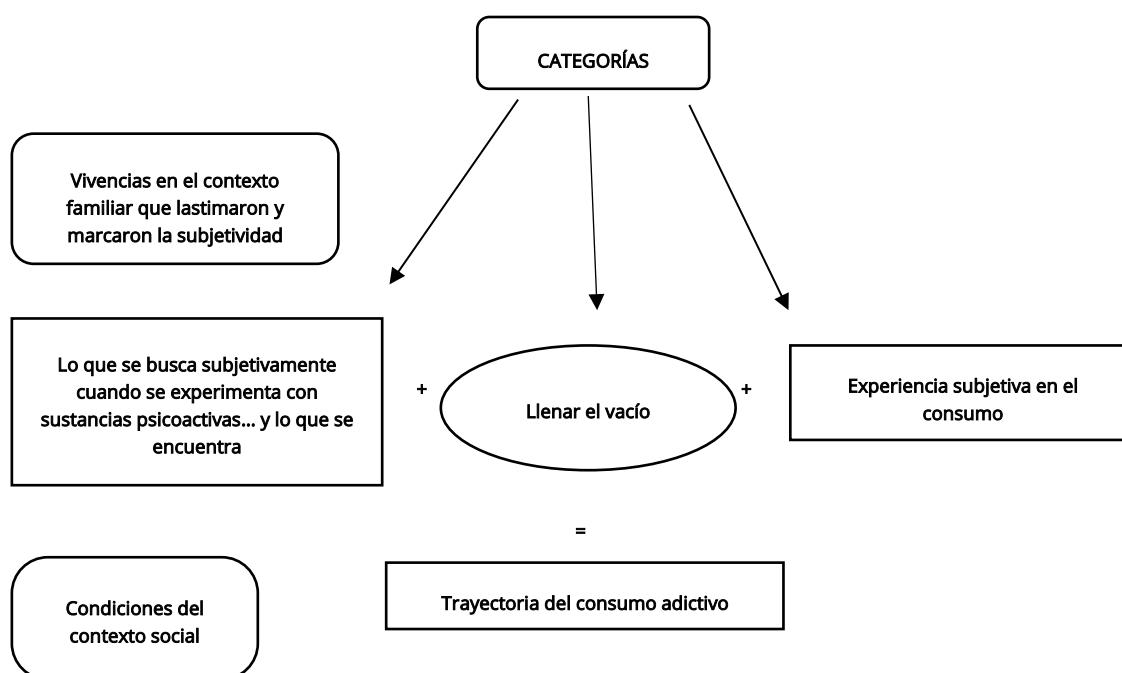 CATEGORÍAS
Vivencias en el contexto
familiar que lastimaron y
marcaron la subjetividad
Lo que se busca subjetivamente
cuando se experimenta con
sustancias psicoactivas... y lo que se
encuentra
+
Llenar el vacío
+
Experiencia subjetiva en el
consumo
=
Trayectoria del consumo adictivo
Condiciones del
contexto social